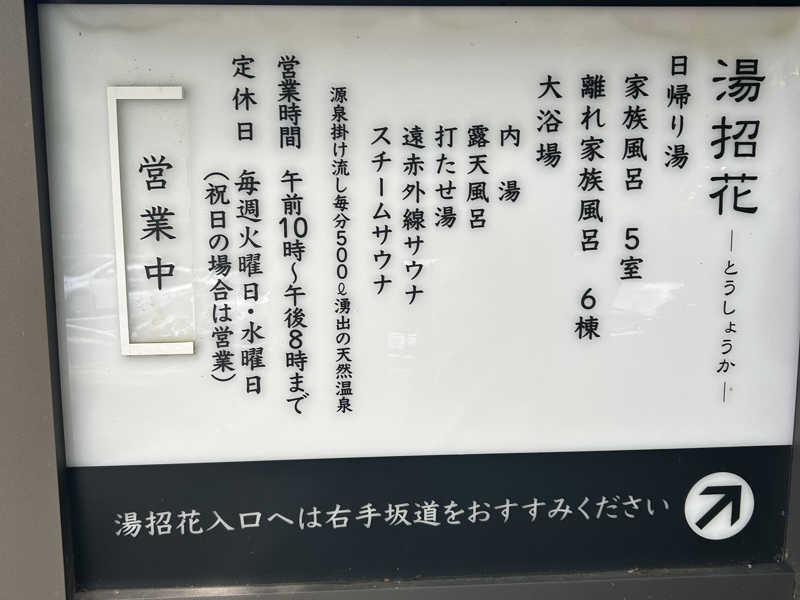 湯招花 ―とうしょうか―
日帰り湯
家族風呂 5室
離れ家族風呂 6棟
大浴場
内湯
露天風呂
打たせ湯
遠赤外線サウナ
スチームサウナ
源泉掛け流し毎分500ℓ湧出の天然温泉
営業時間 午前10時~午後8時まで
定休日 毎週火曜日・水曜日
(祝日の場合は営業)
営業中
湯招花入口へは右手坂道をおすすみください